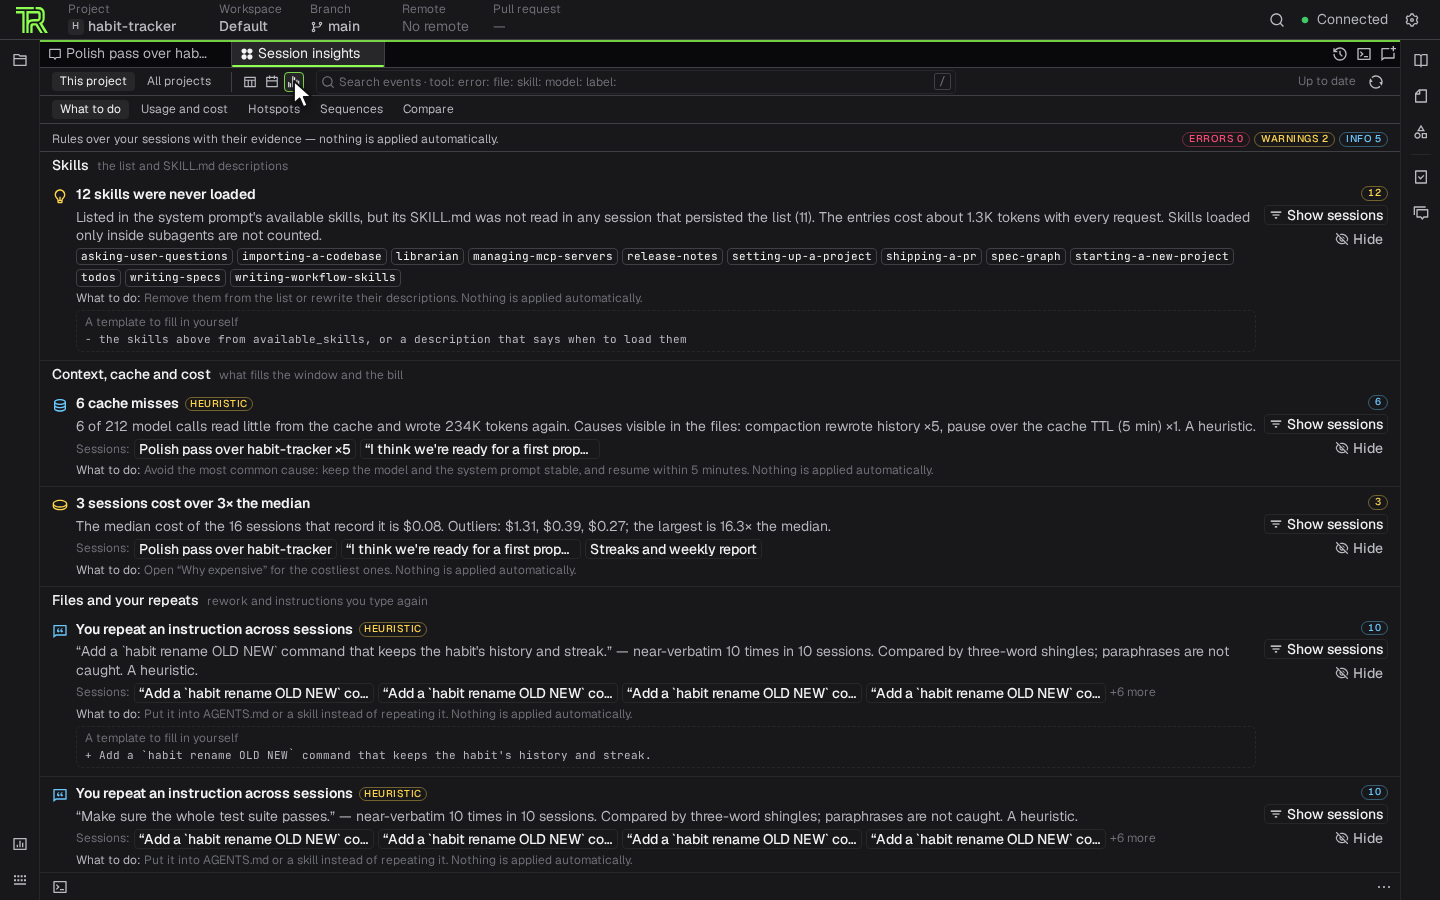 TR
Project
H habit-tracker
Workspace
Default
Branch
main
Remote
No remote
Pull request
—
Connected
Polish pass over hab...
Session insights
This project
All projects
Search events · tool: error: file: skill: model: label:
/
Up to date
What to do
Usage and cost
Hotspots
Sequences
Compare
Rules over your sessions with their evidence — nothing is applied automatically.
ERRORS 0
WARNINGS 2
INFO 5
Skills the list and SKILL.md descriptions
12 skills were never loaded
12
Listed in the system prompt's available skills, but its SKILL.md was not read in any session that persisted the list (11). The entries cost about 1.3K tokens with every request. Skills loaded
only inside subagents are not counted.
Show sessions
Hide
asking-user-questions importing-a-codebase librarian managing-mcp-servers release-notes setting-up-a-project shipping-a-pr spec-graph starting-a-new-project
todos writing-specs writing-workflow-skills
What to do: Remove them from the list or rewrite their descriptions. Nothing is applied automatically.
A template to fill in yourself
- the skills above from available_skills, or a description that says when to load them
Context, cache and cost what fills the window and the bill
6 cache misses HEURISTIC
6
6 of 212 model calls read little from the cache and wrote 234K tokens again. Causes visible in the files: compaction rewrote history ×5, pause over the cache TTL (5 min) ×1. A heuristic.
Show sessions
Sessions: Polish pass over habit-tracker ×5 “I think we're ready for a first prop...
Hide
What to do: Avoid the most common cause: keep the model and the system prompt stable, and resume within 5 minutes. Nothing is applied automatically.
3 sessions cost over 3× the median
3
The median cost of the 16 sessions that record it is $0.08. Outliers: $1.31, $0.39, $0.27; the largest is 16.3× the median.
Show sessions
Sessions: Polish pass over habit-tracker “I think we're ready for a first prop... Streaks and weekly report
Hide
What to do: Open “Why expensive” for the costliest ones. Nothing is applied automatically.
Files and your repeats rework and instructions you type again
You repeat an instruction across sessions HEURISTIC
10
“Add a `habit rename OLD NEW` command that keeps the habit's history and streak.” — near-verbatim 10 times in 10 sessions. Compared by three-word shingles; paraphrases are not
caught. A heuristic.
Show sessions
Hide
Sessions: “Add a `habit rename OLD NEW` co... “Add a `habit rename OLD NEW` co... “Add a `habit rename OLD NEW` co... “Add a `habit rename OLD NEW` co... +6 more
What to do: Put it into AGENTS.md or a skill instead of repeating it. Nothing is applied automatically.
A template to fill in yourself
+ Add a `habit rename OLD NEW` command that keeps the habit's history and streak.
You repeat an instruction across sessions HEURISTIC
10
“Make sure the whole test suite passes.” — near-verbatim 10 times in 10 sessions. Compared by three-word shingles; paraphrases are not caught. A heuristic.
Show sessions
Sessions: “Add a `habit rename OLD NEW` co... “Add a `habit rename OLD NEW` co... “Add a `habit rename OLD NEW` co... “Add a `habit rename OLD NEW` co... +6 more
Hide
What to do: Put it into AGENTS.md or a skill instead of repeating it. Nothing is applied automatically.